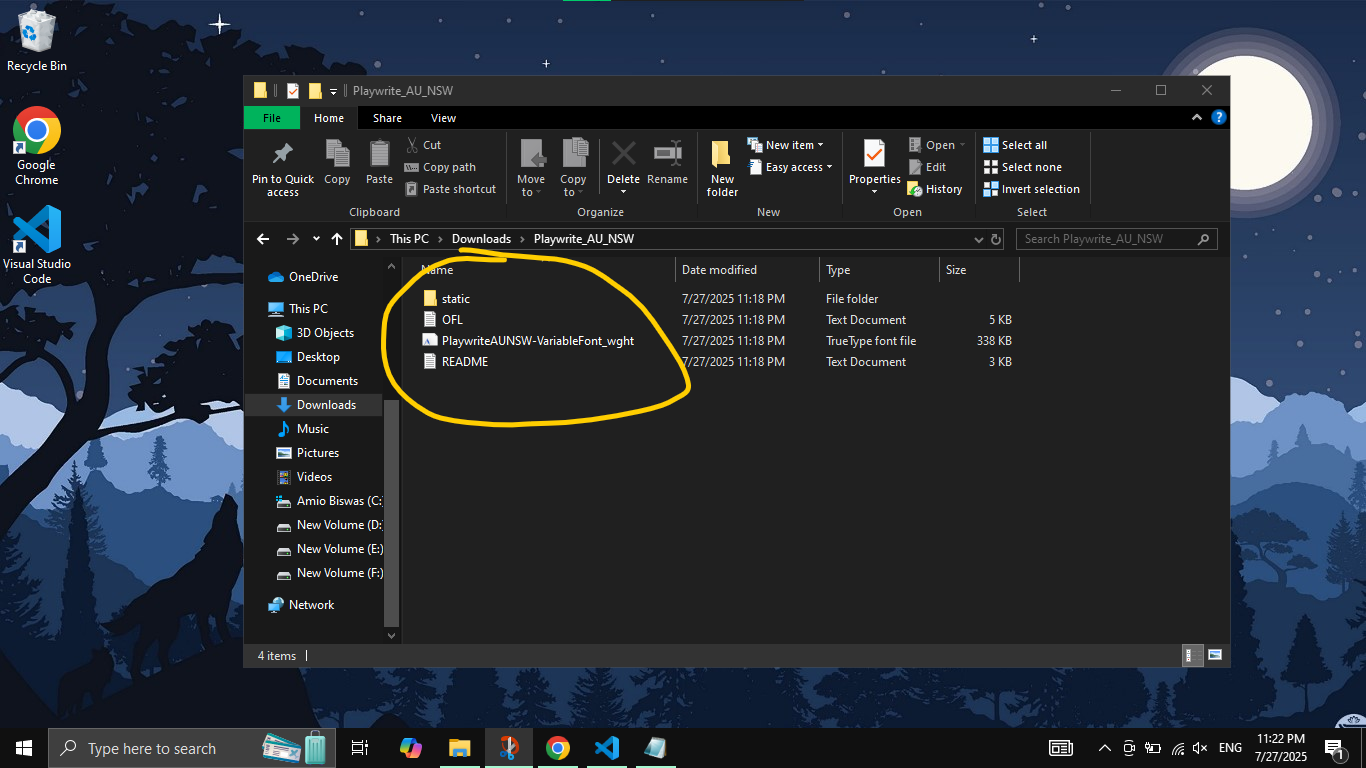 Recycle Bin
Google
Chrome
Visual Studio
Code
Playwrite_AU_NSW
File Home Share View
Pin to Quick
access
Copy
Paste
Cut
Copy path
Paste shortcut
Clipboard
Move
to
Copy
to
Delete
Rename
Organize
New
folder
New item
Easy access
New
Properties
Open
Edit
History
Open
Select all
Select none
Invert selection
Select
This PC > Downloads > Playwrite_AU_NSW
Search Playwrite_AU_NSW
OneDrive
This PC
3D Objects
Desktop
Documents
Downloads
Music
Pictures
Videos
Amio Biswas (C:
New Volume (D:
New Volume (E:)
New Volume (F:)
Network
Name Date modified Type Size
static 7/27/2025 11:18 PM File folder
OFL 7/27/2025 11:18 PM Text Document 5 KB
PlaywriteAUNSW-VariableFont_wght 7/27/2025 11:18 PM TrueType font file 338 KB
README 7/27/2025 11:18 PM Text Document 3 KB
4 items
Type here to search
ENG
11:22 PM
7/27/2025
1